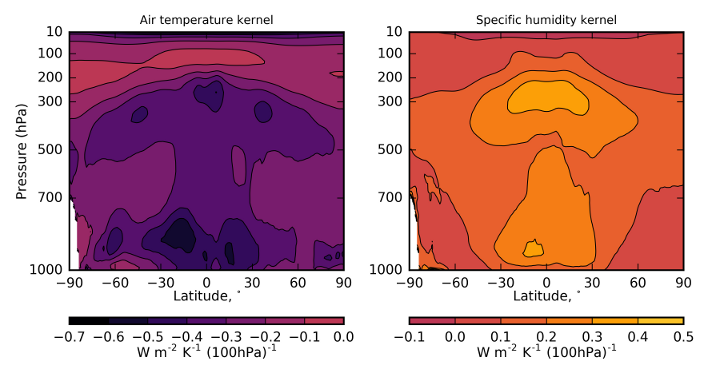 Air temperature kernel
Specific humidity kernel
Pressure (hPa)
10
100
200
300
500
700
1000
−90 −60 −30 0 30 60 90
Latitude, °
10
100
200
300
500
700
1000
−90 −60 −30 0 30 60 90
Latitude, °
−0.7 −0.6 −0.5 −0.4 −0.3 −0.2 −0.1 0.0
W m-2 K-1 (100hPa)-1
−0.1 0.0 0.1 0.2 0.3 0.4 0.5
W m-2 K-1 (100hPa)-1